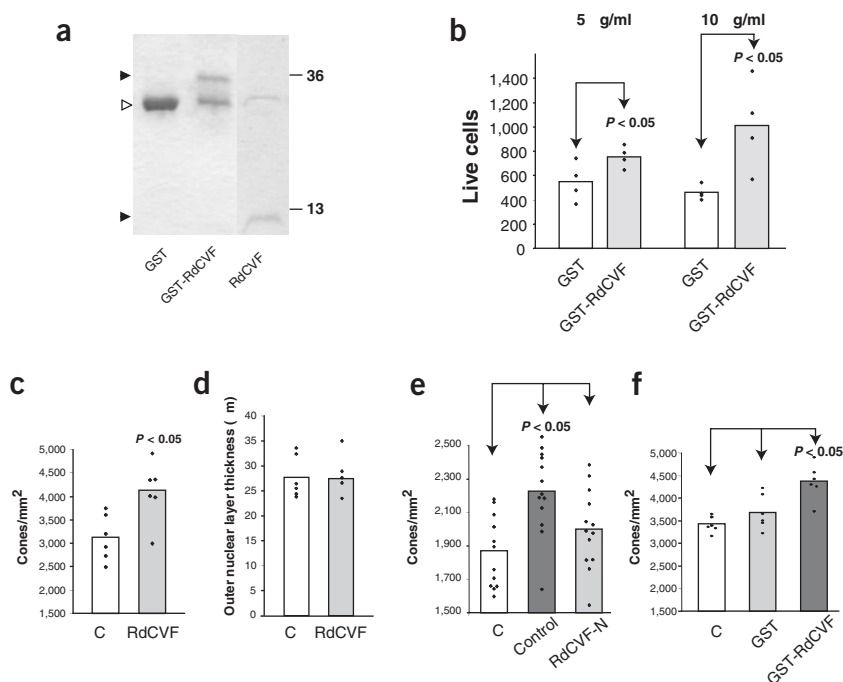 a
36
13
GST
GST-RdCVF
RdCVF
b
5 g/ml
10 g/ml
P < 0.05
P < 0.05
Live cells
1,400
1,200
1,000
800
600
400
200
0
GST
GST-RdCVF
GST
GST-RdCVF
c
P < 0.05
Cones/mm²
5,000
4,500
4,000
3,500
3,000
2,500
2,000
1,500
C
RdCVF
d
Outer nuclear layer thickness ( m)
40
35
30
25
20
15
10
5
0
C
RdCVF
e
P < 0.05
Cones/mm²
2,500
2,300
2,100
1,900
1,700
1,500
C
Control
RdCVF-N
f
P < 0.05
Cones/mm²
5,000
4,500
4,000
3,500
3,000
2,500
2,000
1,500
C
GST
GST-RdCVF